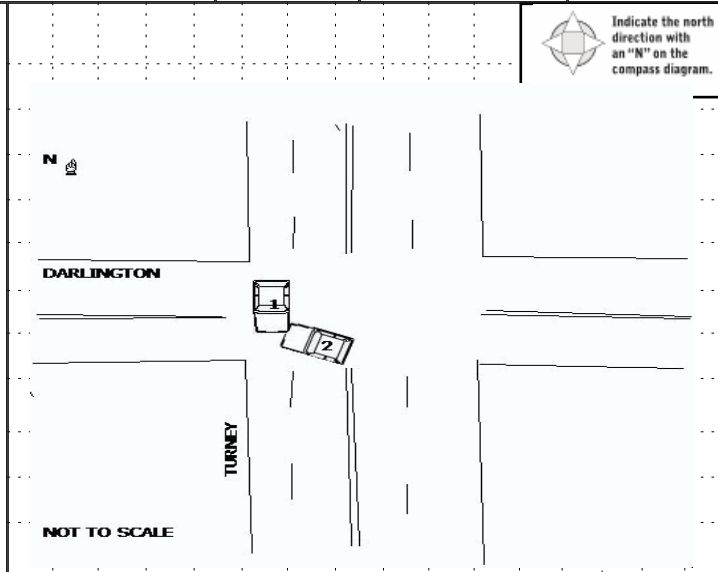 Indicate the north
direction with
an “N” on the
compass diagram.
N
DARLINGTON
1
2
TURNEY
NOT TO SCALE